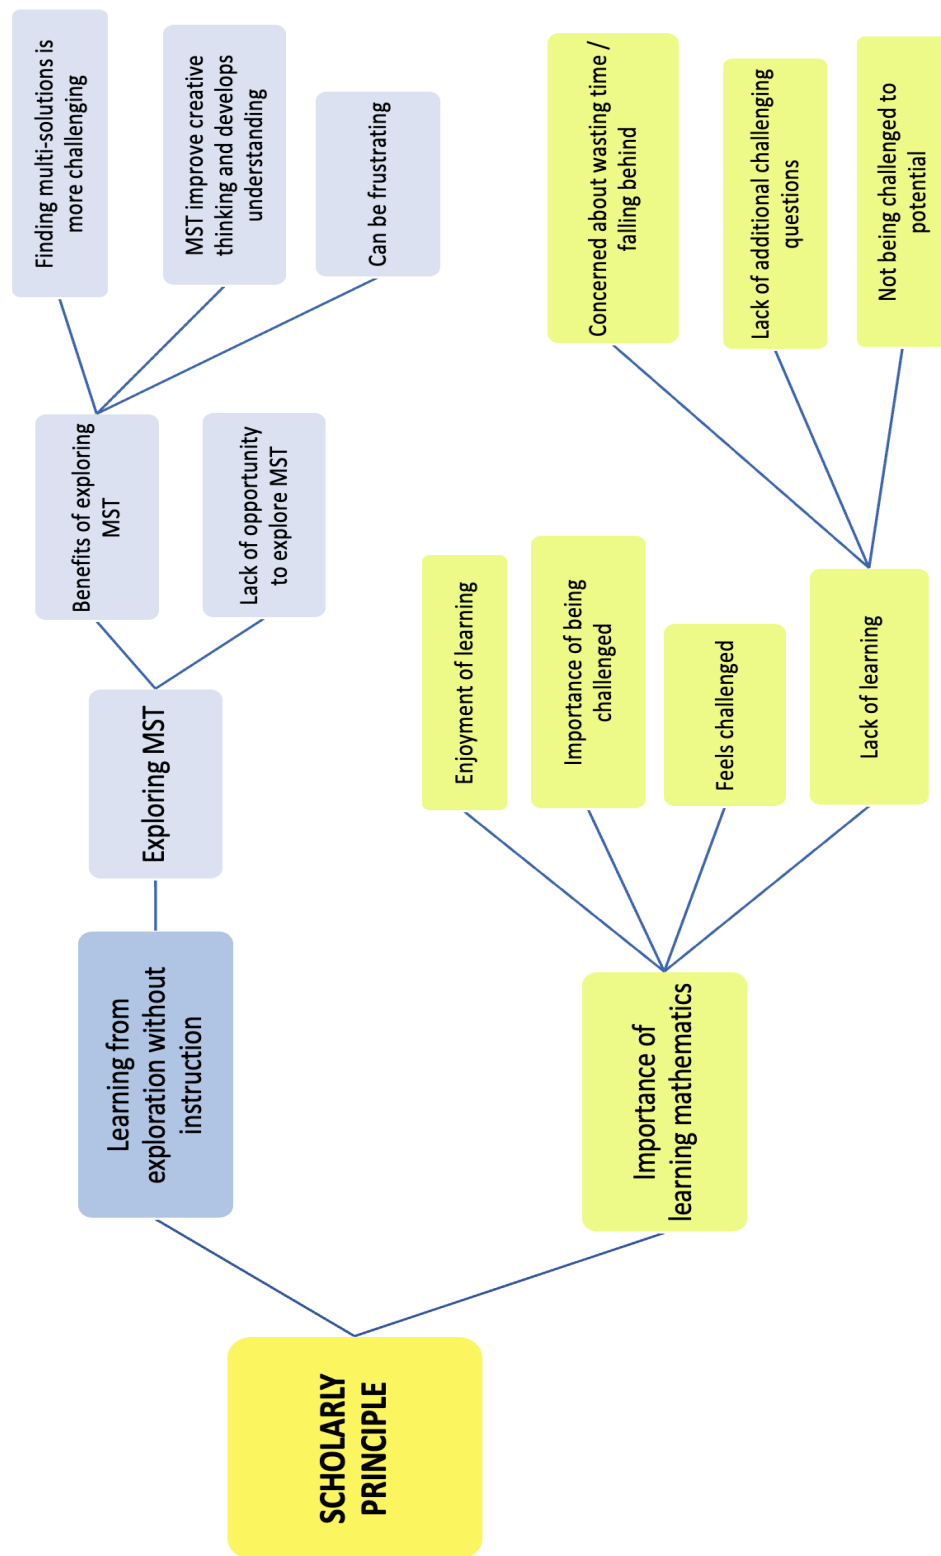 SCHOLARLY
PRINCIPLE
Learning from
exploration without
instruction
Exploring MST
Benefits of exploring
MST
Finding multi-solutions is
more challenging
MST improve creative
thinking and develops
understanding
Can be frustrating
Lack of opportunity
to explore MST
Importance of
learning mathematics
Enjoyment of learning
Importance of being
challenged
Feels challenged
Lack of learning
Concerned about wasting time /
falling behind
Lack of additional challenging
questions
Not being challenged to
potential